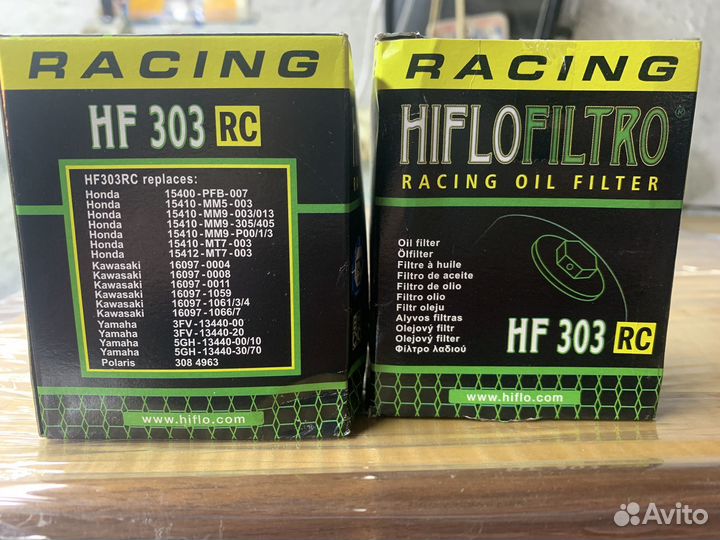 RACING
HF 303 RC
HF303RC replaces:
Honda 15400-PFB-007
Honda 15410-MM5-003
Honda 15410-MM9-003/013
Honda 15410-MM9-305/405
Honda 15410-MM9-P00/1/3
Honda 15410-MT7-003
Honda 15412-MT7-003
Kawasaki 16097-0004
Kawasaki 16097-0008
Kawasaki 16097-0011
Kawasaki 16097-1059
Kawasaki 16097-1061/3/4
Kawasaki 16097-1066/7
Yamaha 3FV-13440-00
Yamaha 3FV-13440-20
Yamaha 5GH-13440-00/10
Yamaha 5GH-13440-30/70
Polaris 308 4963
www.hiflo.com
RACING
HIFLOFILTRO®
RACING OIL FILTER
Oil filter
Ölfilter
Filtre à huile
Filtro de aceite
Filtro de olio
Filtro olio
Filtr oleju
Alyvos filtras
Olejový filtr
Olejový filter
Φίλτρο λαδιού
HF 303 RC
www.hiflo.com
Avito